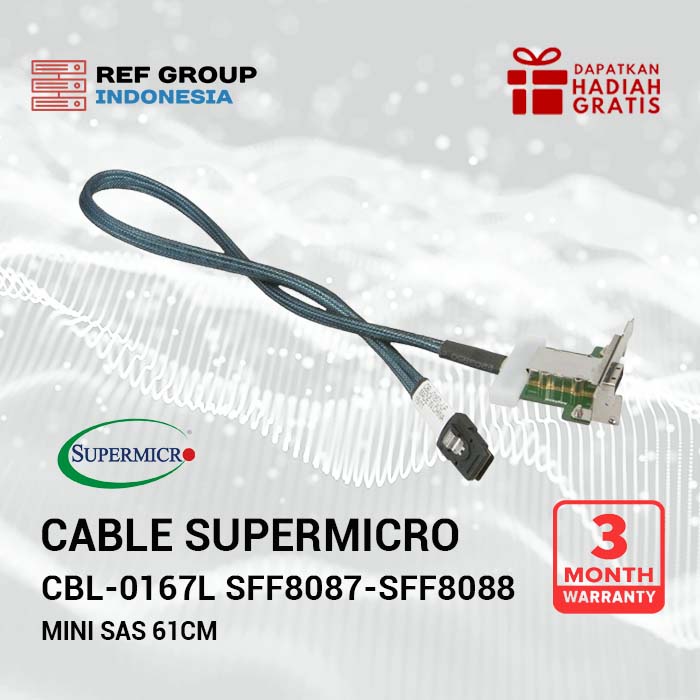 REF GROUP
INDONESIA
DAPATKAN
HADIAH
GRATIS
SUPERMICRO
CABLE SUPERMICRO
CBL-0167L SFF8087-SFF8088
MINI SAS 61CM
3
MONTH
WARRANTY